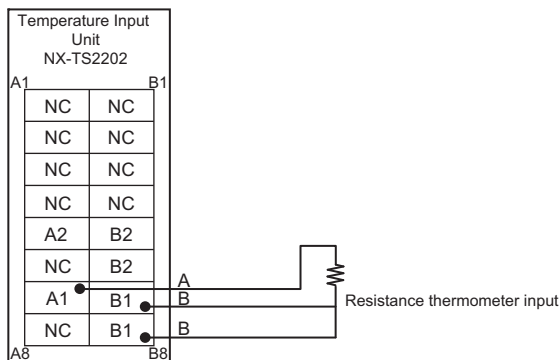 Temperature Input
Unit
NX-TS2202
A1 B1
NC NC
NC NC
NC NC
NC NC
A2 B2
NC B2
A1 B1
NC B1
A8 B8
A
B
B
Resistance thermometer input